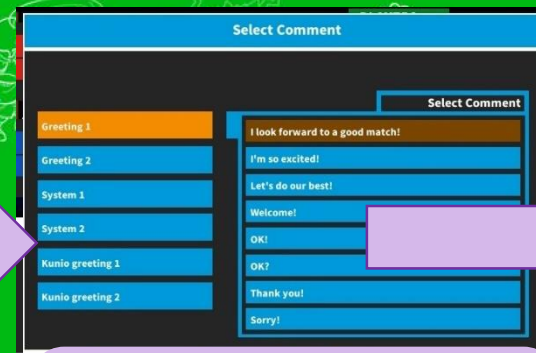 Select Comment
Select Comment
Greeting 1
Greeting 2
System 1
System 2
Kunio greeting 1
Kunio greeting 2
I look forward to a good match!
I'm so excited!
Let's do our best!
Welcome!
OK!
OK?
Thank you!
Sorry!